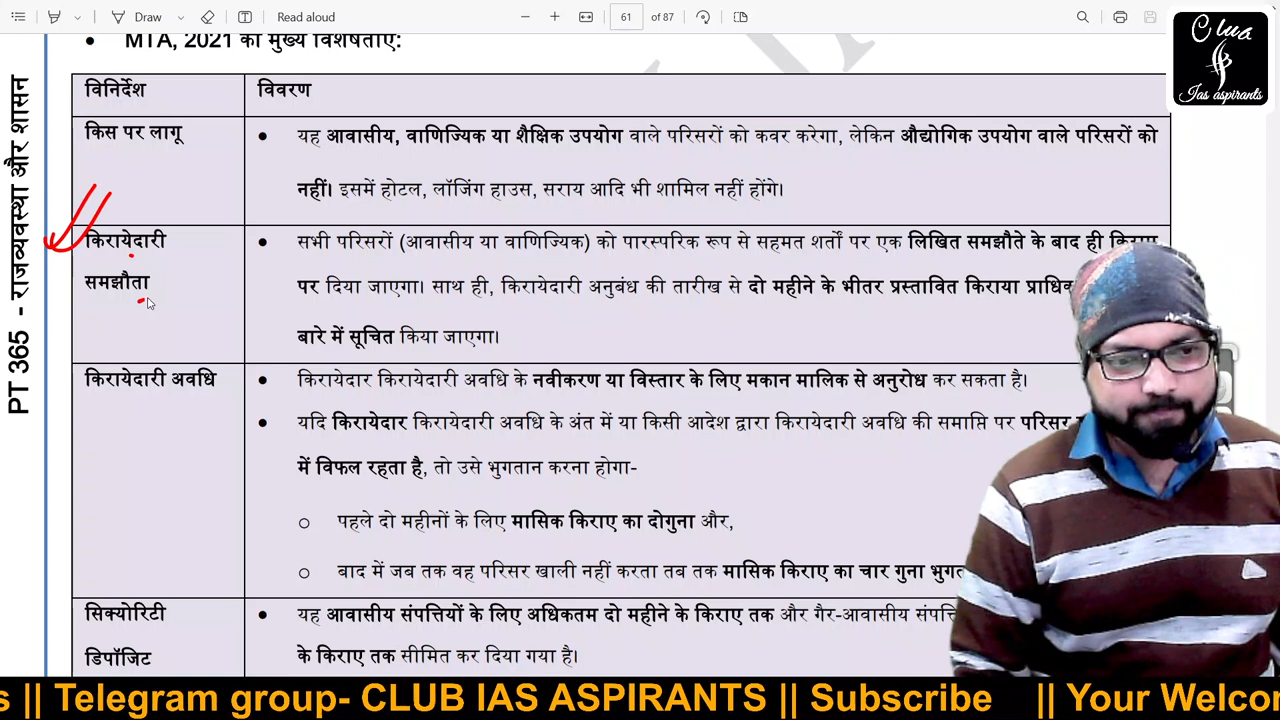 Draw
Read aloud
61
of 87
Clua
Ias aspirants
MTA, 2021 की मुख्य विशेषताएं:
PT 365 - राजव्यवस्था और शासन
विनिर्देश
विवरण
किस पर लागू
यह आवासीय, वाणिज्यिक या शैक्षिक उपयोग वाले परिसरों को कवर करेगा, लेकिन औद्योगिक उपयोग वाले परिसरों को
नहीं। इसमें होटल, लॉजिंग हाउस, सराय आदि भी शामिल नहीं होंगे।
किरायेदारी
समझौता
सभी परिसरों (आवासीय या वाणिज्यिक) को पारस्परिक रूप से सहमत शर्तों पर एक लिखित समझौते के बाद ही किराए
पर दिया जाएगा। साथ ही, किरायेदारी अनुबंध की तारीख से दो महीने के भीतर प्रस्तावित किराया
बारे में सूचित किया जाएगा।
किरायेदारी अवधि
किरायेदार किरायेदारी अवधि के नवीकरण या विस्तार के लिए मकान मालिक से अनुरोध कर सकता है।
यदि किरायेदार किरायेदारी अवधि के अंत में या किसी आदेश द्वारा किरायेदारी अवधि की समाप्ति पर परिसर
में विफल रहता है, तो उसे भुगतान करना होगा-
पहले दो महीनों के लिए मासिक किराए का दोगुना और,
बाद में जब तक वह परिसर खाली नहीं करता तब तक मासिक किराए का चार गुना
सिक्योरिटी
डिपॉजिट
यह आवासीय संपत्तियों के लिए अधिकतम दो महीने के किराए तक और गैर-आवासीय
के किराए तक सीमित कर दिया गया है।
s || Telegram group- CLUB IAS ASPIRANTS || Subscribe || Your Welcor